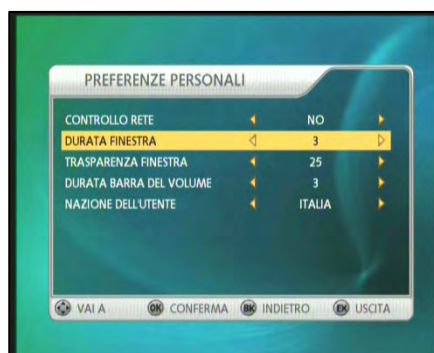 PREFERENZE PERSONALI
CONTROLLO RETE NO
DURATA FINESTRA 3
TRASPARENZA FINESTRA 25
DURATA BARRA DEL VOLUME 3
NAZIONE DELL'UTENTE ITALIA
VAI A OK CONFERMA BK INDIETRO EX USCITA